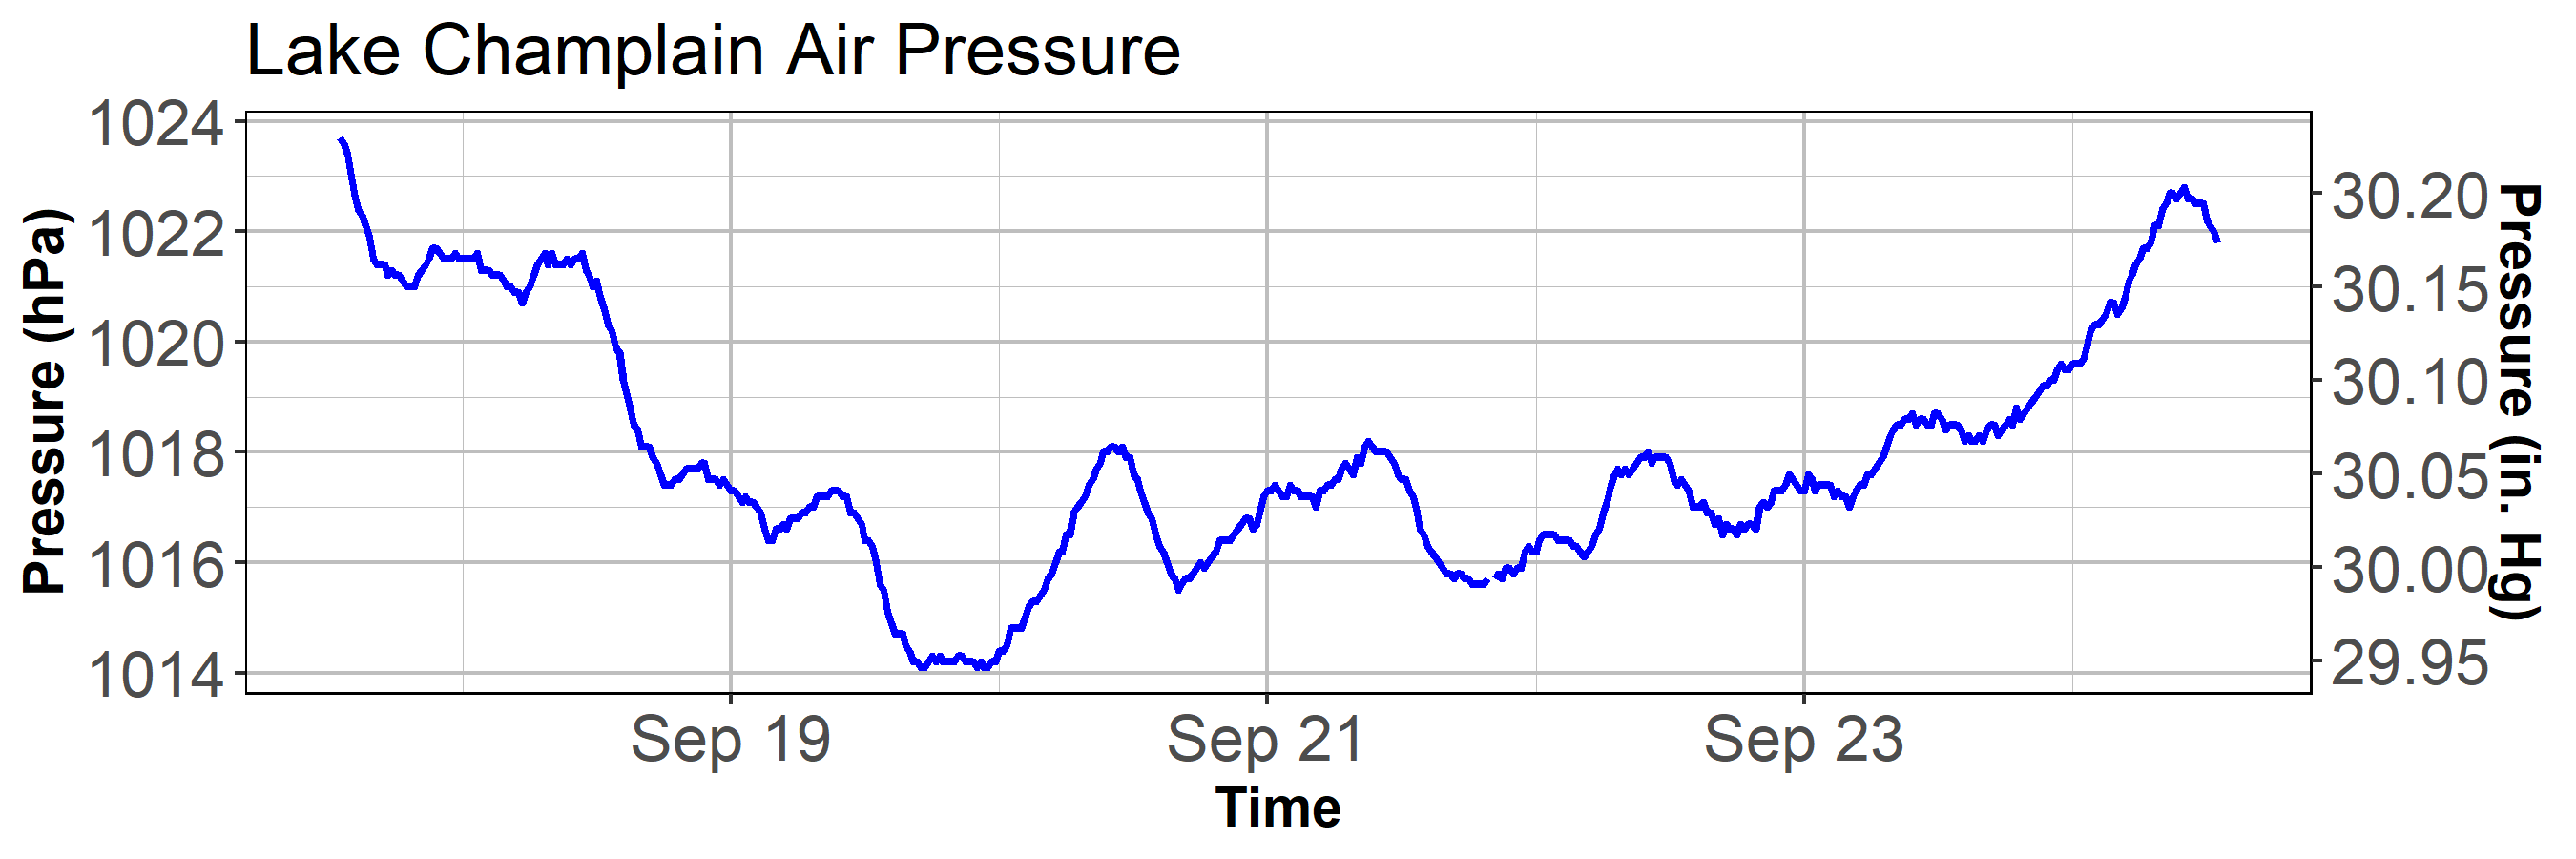 Lake Champlain Air Pressure
1024
1022
1020
1018
1016
1014
Pressure (hPa)
30.20
30.15
30.10
30.05
30.00
29.95
Pressure (in. Hg)
Sep 19
Sep 21
Sep 23
Time